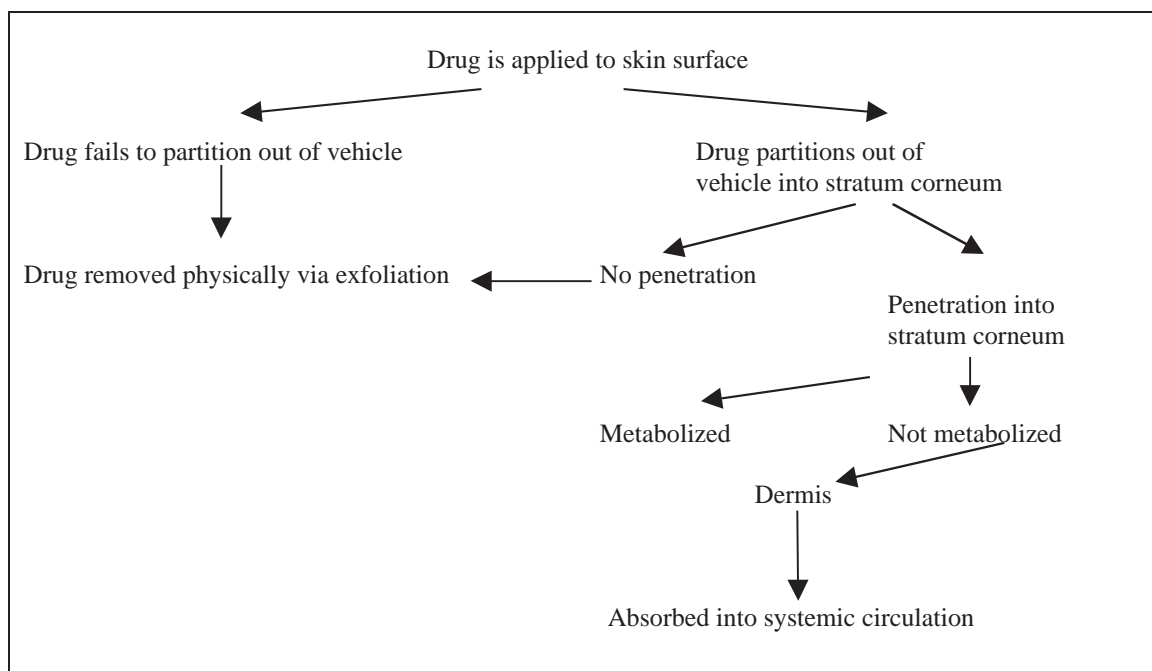 Drug is applied to skin surface
Drug fails to partition out of vehicle
Drug partitions out of
vehicle into stratum corneum
Drug removed physically via exfoliation
No penetration
Penetration into
stratum corneum
Metabolized
Not metabolized
Dermis
Absorbed into systemic circulation